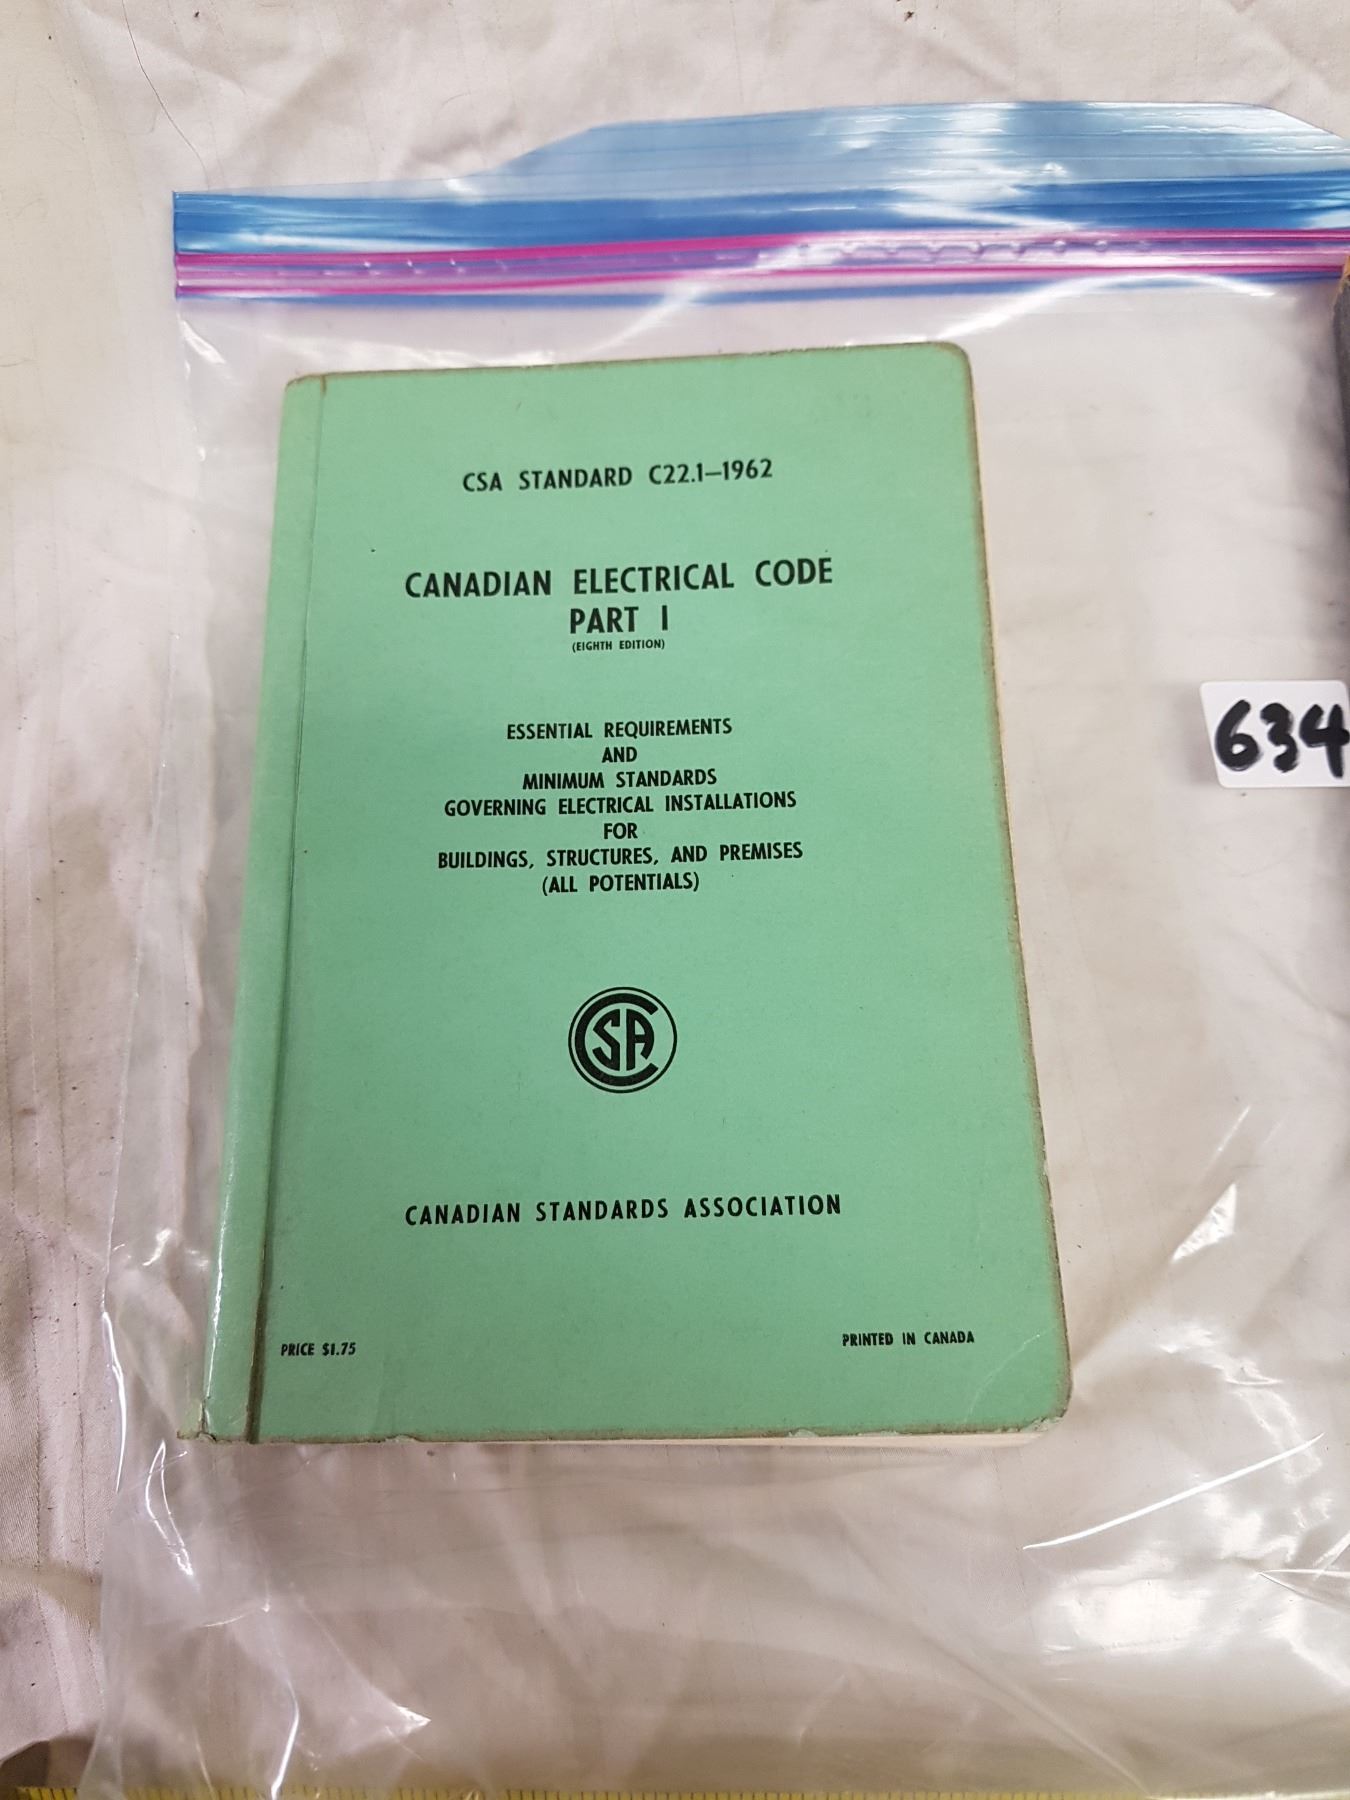 CSA STANDARD C22.1–1962
CANADIAN ELECTRICAL CODE
PART I
(EIGHTH EDITION)
ESSENTIAL REQUIREMENTS
AND
MINIMUM STANDARDS
GOVERNING ELECTRICAL INSTALLATIONS
FOR
BUILDINGS, STRUCTURES, AND PREMISES
(ALL POTENTIALS)
634
CSA
CANADIAN STANDARDS ASSOCIATION
PRICE $1.75
PRINTED IN CANADA